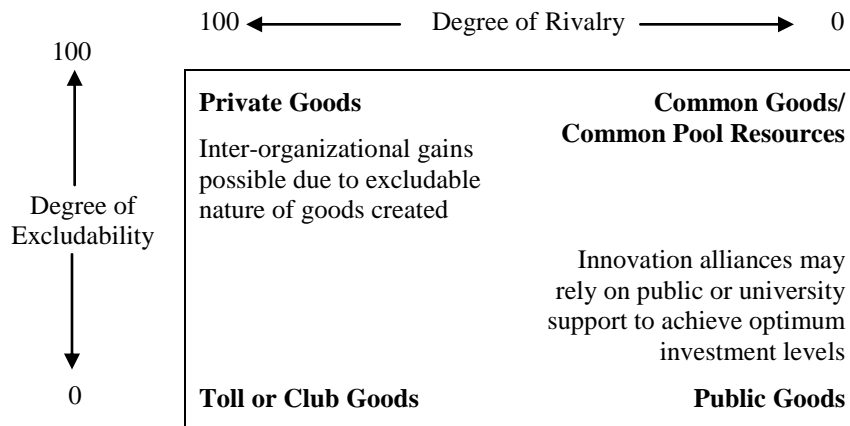 100 Degree of Rivalry 0
100
Degree of
Excludability
0
Private Goods
Inter-organizational gains
possible due to excludable
nature of goods created
Common Goods/
Common Pool Resources
Innovation alliances may
rely on public or university
support to achieve optimum
investment levels
Toll or Club Goods
Public Goods